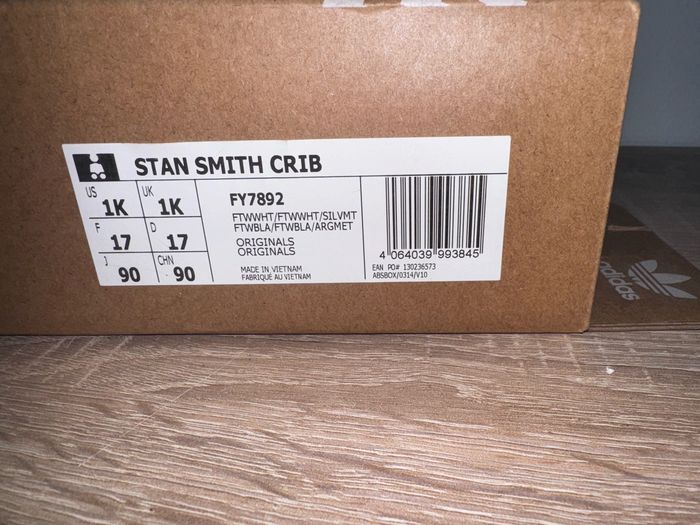 STAN SMITH CRIB
US 1K UK 1K
F 17 D 17
J 90 CHN 90
FY7892
FTWWHT/FTWWHT/SILVMT
FTWBLA/FTWBLA/ARGMET
ORIGINALS
ORIGINALS
MADE IN VIETNAM
FABRIQUÉ AU VIETNAM
4 064039 993845
EAN PO# 130236573
ABSBOX/0314/V10
adidas